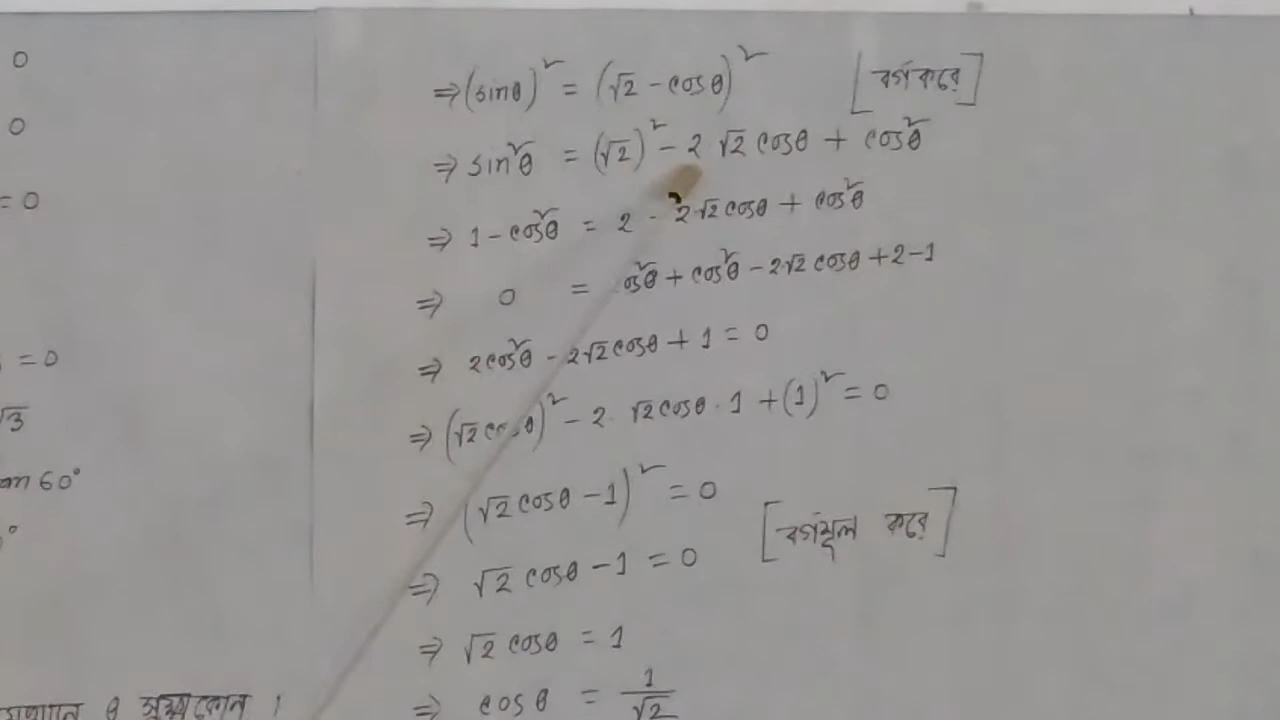 0
0
= 0
= 0
√3
60°
θ সূক্ষ্মকোণ ।
⇒ (sinθ)² = (√2 - cosθ)² [বর্গ করে]
⇒ sin²θ = (√2)² - 2 √2 cosθ + cos²θ
⇒ 1 - cos²θ = 2 - 2√2 cosθ + cos²θ
⇒ 0 = cos²θ + cos²θ - 2√2 cosθ + 2 - 1
⇒ 2cos²θ - 2√2 cosθ + 1 = 0
⇒ (√2 cosθ)² - 2. √2 cosθ . 1 + (1)² = 0
⇒ (√2 cosθ - 1)² = 0
⇒ √2 cosθ - 1 = 0 [বর্গমূল করে]
⇒ √2 cosθ = 1
⇒ cosθ = 1/√2